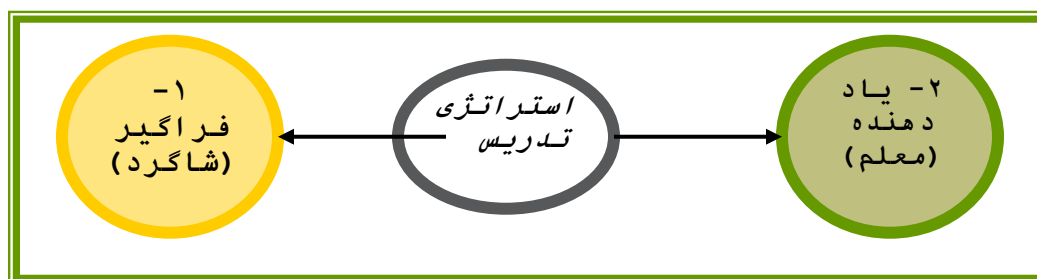 ۲- یاد
دهنده
(معلم)
استراتژی
تدریس
۱-
فراگیر
(شاگرد)